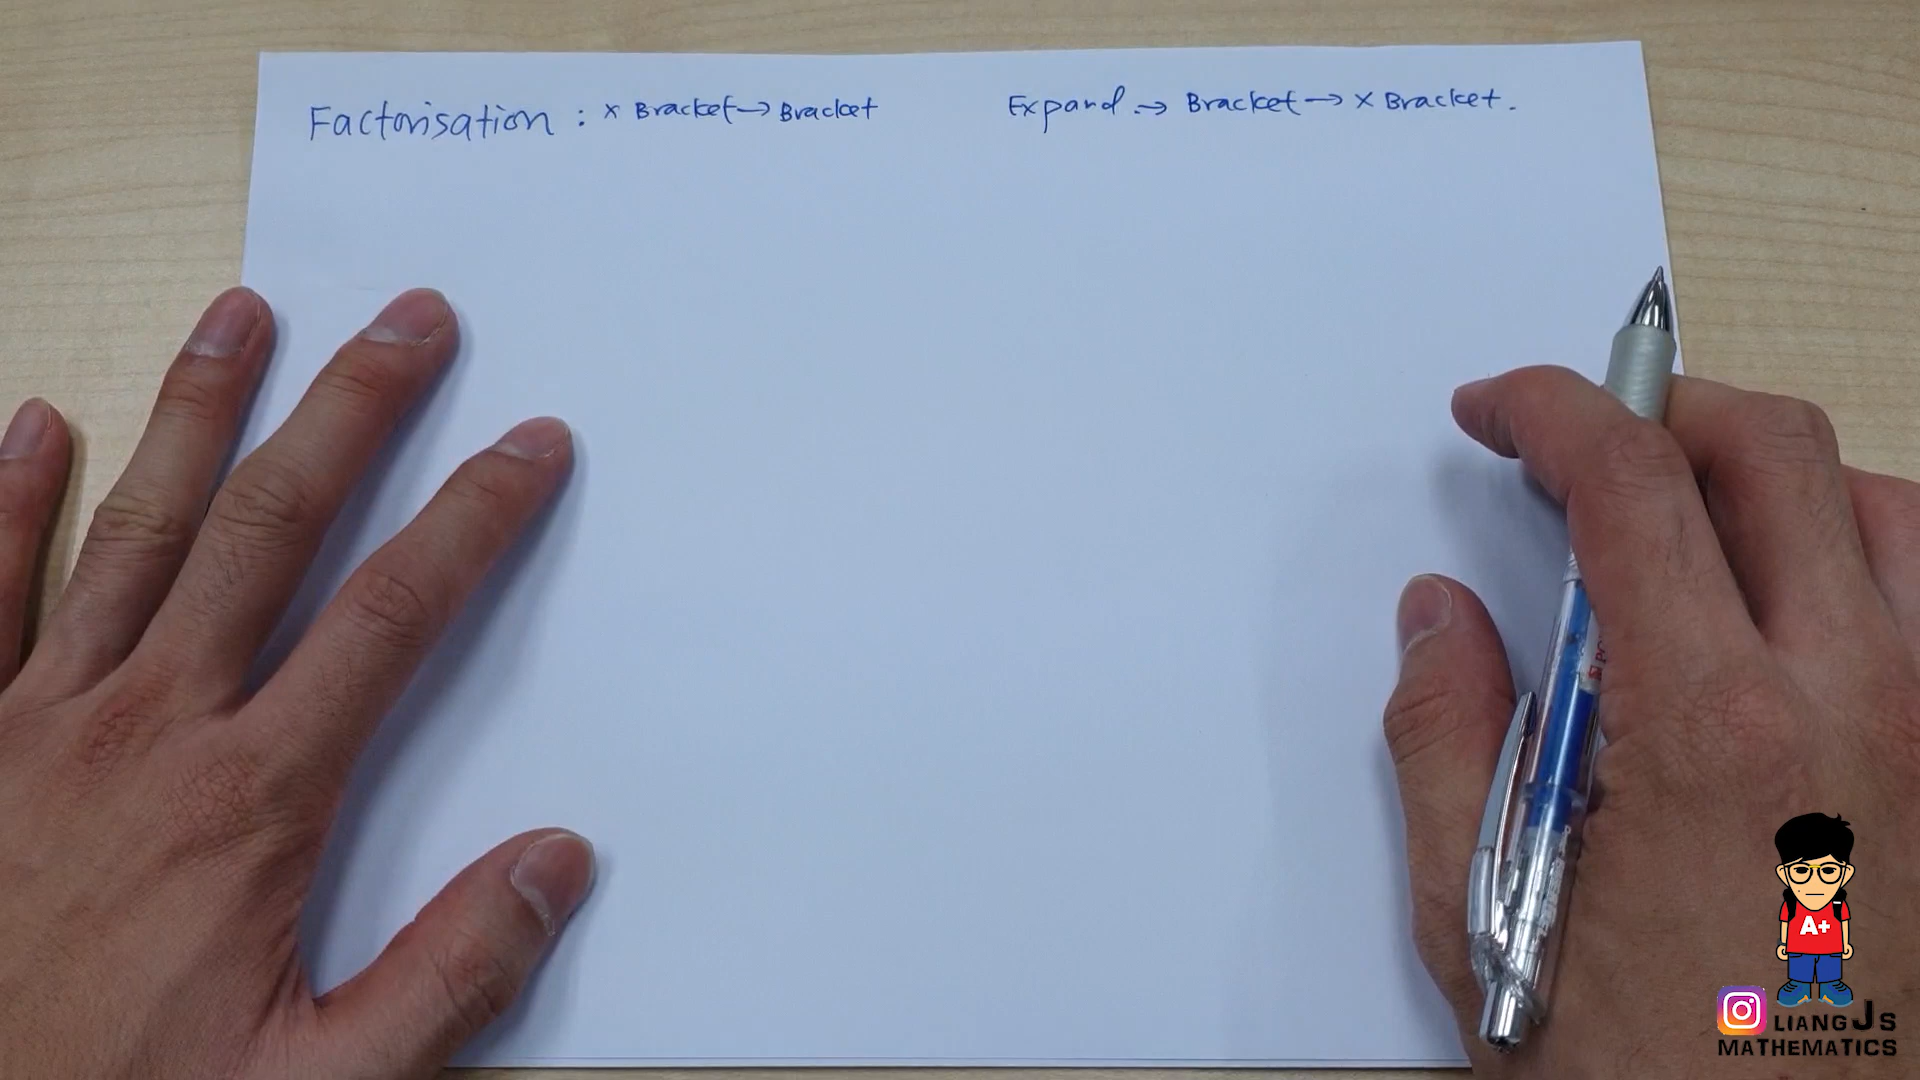 Factorisation : x Bracket → Bracket
Expand → Bracket → x Bracket.
A+
LIANG JS
MATHEMATICS